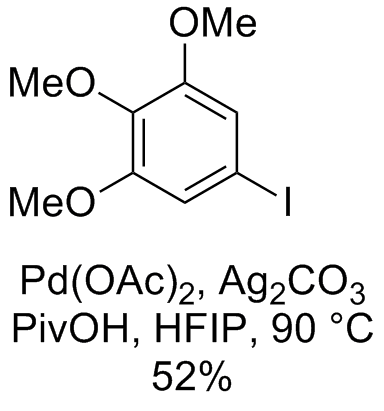 OMe
MeO
MeO
I
Pd(OAc)₂, Ag₂CO₃
PivOH, HFIP, 90 °C
52%